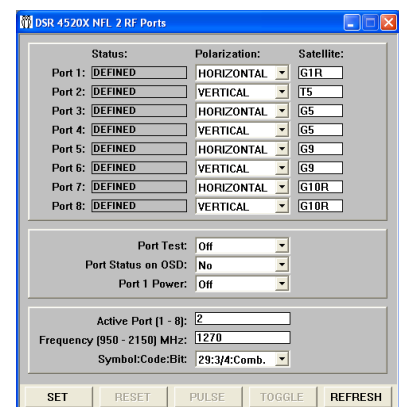 DSR 4520X NFL 2 RF Ports
Status: Polarization: Satellite:
Port 1: DEFINED HORIZONTAL G1R
Port 2: DEFINED VERTICAL T5
Port 3: DEFINED HORIZONTAL G5
Port 4: DEFINED VERTICAL G5
Port 5: DEFINED HORIZONTAL G9
Port 6: DEFINED VERTICAL G9
Port 7: DEFINED HORIZONTAL G10R
Port 8: DEFINED VERTICAL G10R
Port Test: Off
Port Status on OSD: No
Port 1 Power: Off
Active Port (1 - 8): 2
Frequency (950 - 2150) MHz: 1270
Symbol:Code:Bit: 29:3/4:Comb.
SET RESET PULSE TOGGLE REFRESH